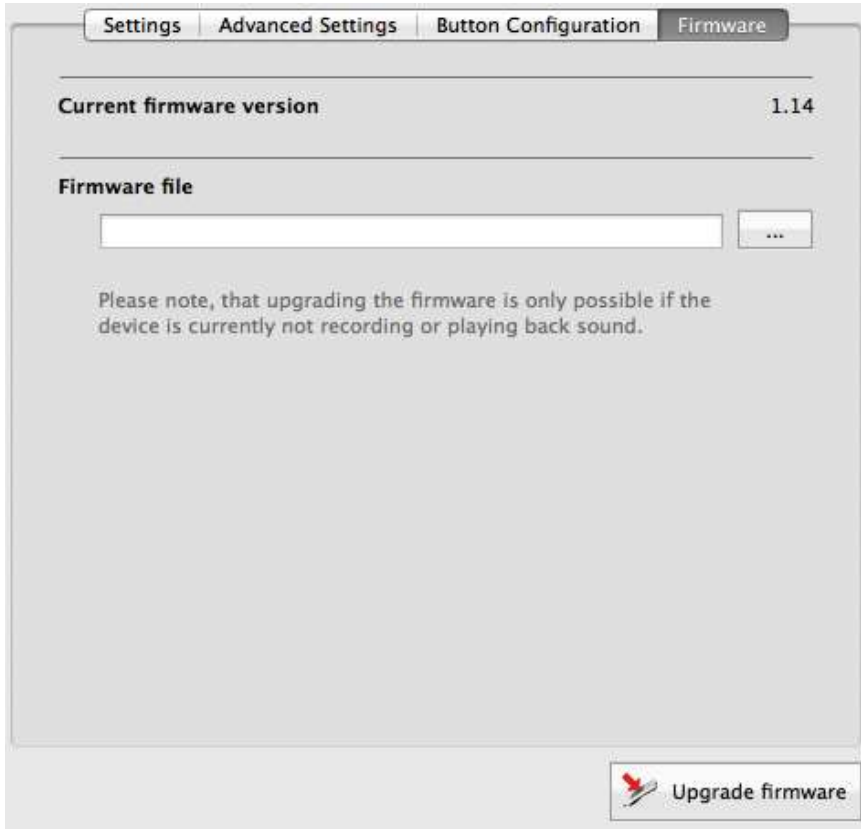 Settings Advanced Settings Button Configuration Firmware
Current firmware version 1.14
Firmware file
...
Please note, that upgrading the firmware is only possible if the
device is currently not recording or playing back sound.
Upgrade firmware